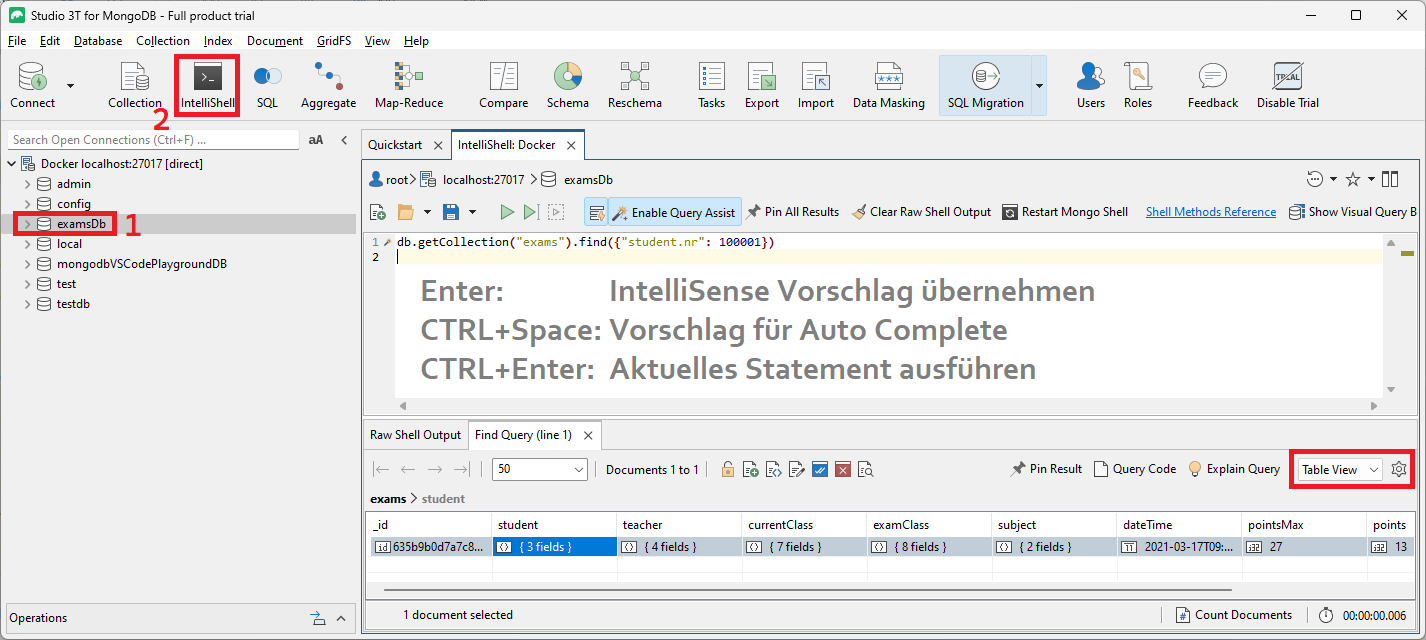 Studio 3T for MongoDB - Full product trial
File Edit Database Collection Index Document GridFS View Help
Connect Collection IntelliShell SQL Aggregate Map-Reduce Compare Schema Reschema Tasks Export Import Data Masking SQL Migration Users Roles Feedback TRIAL Disable Trial
2
Search Open Connections (Ctrl+F) ... aA
Docker localhost:27017 [direct]
admin
config
examsDb 1
local
mongodbVSCodePlaygroundDB
test
testdb
Operations
Quickstart IntelliShell: Docker
root localhost:27017 examsDb
Enable Query Assist Pin All Results Clear Raw Shell Output Restart Mongo Shell Shell Methods Reference Show Visual Query B
1 db.getCollection("exams").find({"student.nr": 100001})
2
Enter: IntelliSense Vorschlag übernehmen
CTRL+Space: Vorschlag für Auto Complete
CTRL+Enter: Aktuelles Statement ausführen
Raw Shell Output Find Query (line 1)
50 Documents 1 to 1 Pin Result Query Code Explain Query Table View
exams > student
_id student teacher currentClass examClass subject dateTime pointsMax points
id 635b9b0d7a7c8... { 3 fields } { 4 fields } { 7 fields } { 8 fields } { 2 fields } 2021-03-17T09:... i32 27 i32 13
1 document selected Count Documents 00:00:00.006